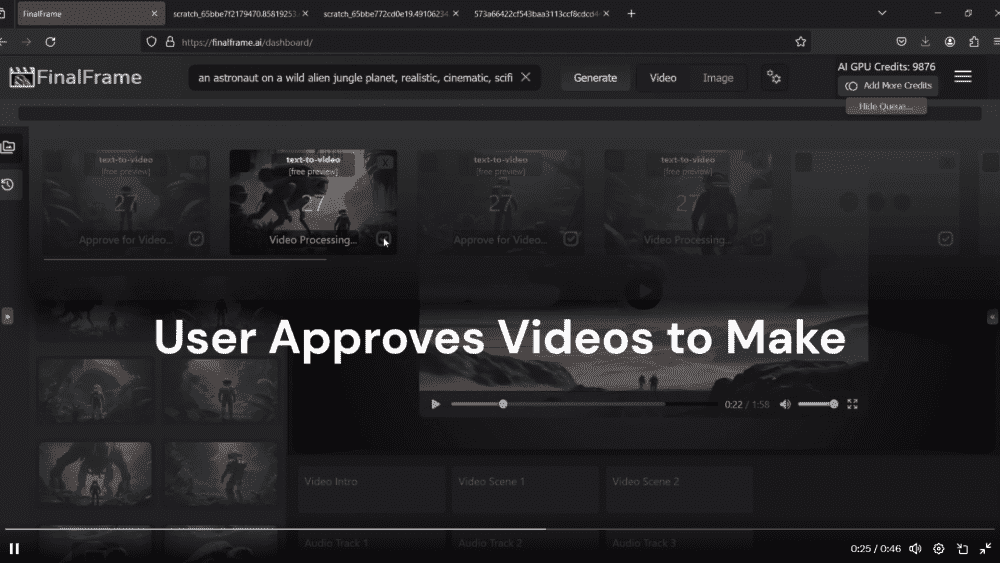 FinalFrame
scratch_65bbe7f2179470.85819253
scratch_65bbe772cd0e19.49106234
573a66422cf543baa3113ccf8cdcd4
https://finalframe.ai/dashboard/
FinalFrame
an astronaut on a wild alien jungle planet, realistic, cinematic, scifi
Generate
Video
Image
AI GPU Credits: 9876
Add More Credits
Hide Queue...
text-to-video
[free preview]
27
Approve for Video...
text-to-video
[free preview]
X
27
Video Processing...
text-to-video
[free preview]
27
Approve for Video...
text-to-video
[free preview]
27
Video Processing...
User Approves Videos to Make
0:22 / 1:58
Video Intro
Video Scene 1
Video Scene 2
Audio Track 1
Audio Track 2
Audio Track 3
0:25 / 0:46